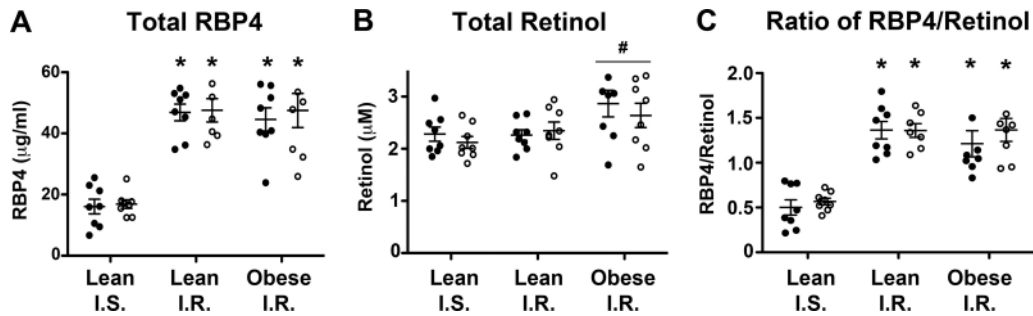 A Total RBP4
RBP4 (µg/ml)
60
40
20
0
* * * *
Lean I.S.
Lean I.R.
Obese I.R.
B Total Retinol
Retinol (µM)
4
3
2
0
#
Lean I.S.
Lean I.R.
Obese I.R.
C Ratio of RBP4/Retinol
RBP4/Retinol
2.0
1.5
1.0
0.5
0.0
* * * *
Lean I.S.
Lean I.R.
Obese I.R.